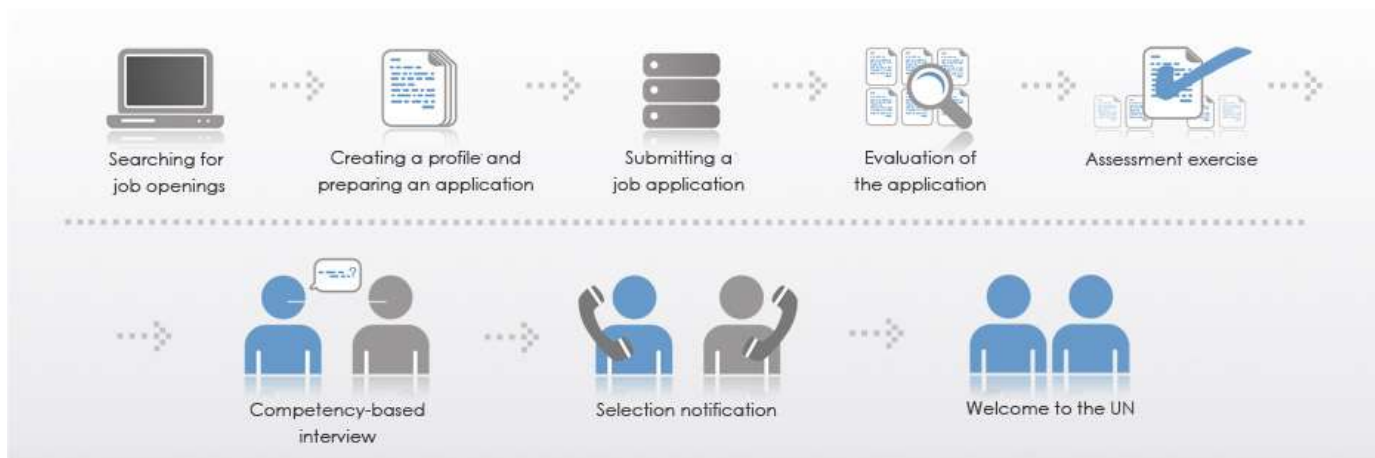 Searching for
job openings
Creating a profile and
preparing an application
Submitting a
job application
Evaluation of
the application
Assessment exercise
Competency-based
interview
Selection notification
Welcome to the UN